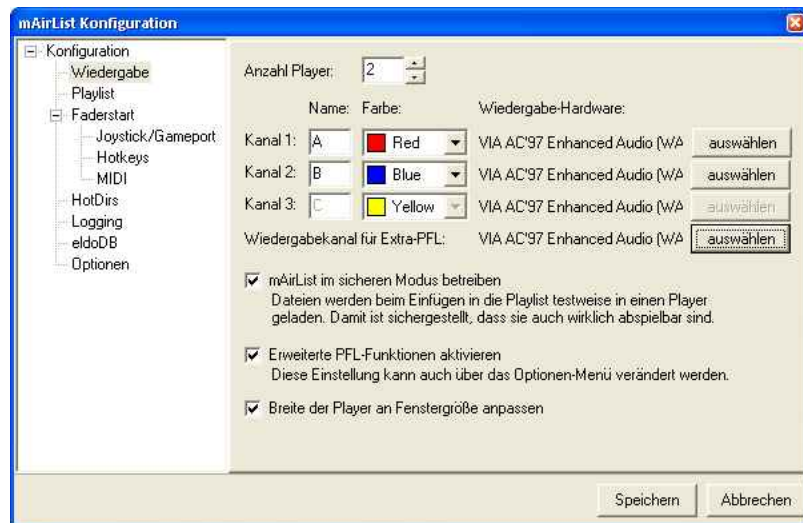 mAirList Konfiguration
Konfiguration
Wiedergabe
Playlist
Faderstart
Joystick/Gameport
Hotkeys
MIDI
HotDirs
Logging
eldoDB
Optionen
Anzahl Player: 2
Name: Farbe: Wiedergabe-Hardware:
Kanal 1: A Red VIA AC'97 Enhanced Audio (WA auswählen
Kanal 2: B Blue VIA AC'97 Enhanced Audio (WA auswählen
Kanal 3: C Yellow VIA AC'97 Enhanced Audio (WA auswählen
Wiedergabekanal für Extra-PFL: VIA AC'97 Enhanced Audio (WA auswählen
mAirList im sicheren Modus betreiben
Dateien werden beim Einfügen in die Playlist testweise in einen Player
geladen. Damit ist sichergestellt, dass sie auch wirklich abspielbar sind.
Erweiterte PFL-Funktionen aktivieren
Diese Einstellung kann auch über das Optionen-Menü verändert werden.
Breite der Player an Fenstergröße anpassen
Speichern Abbrechen